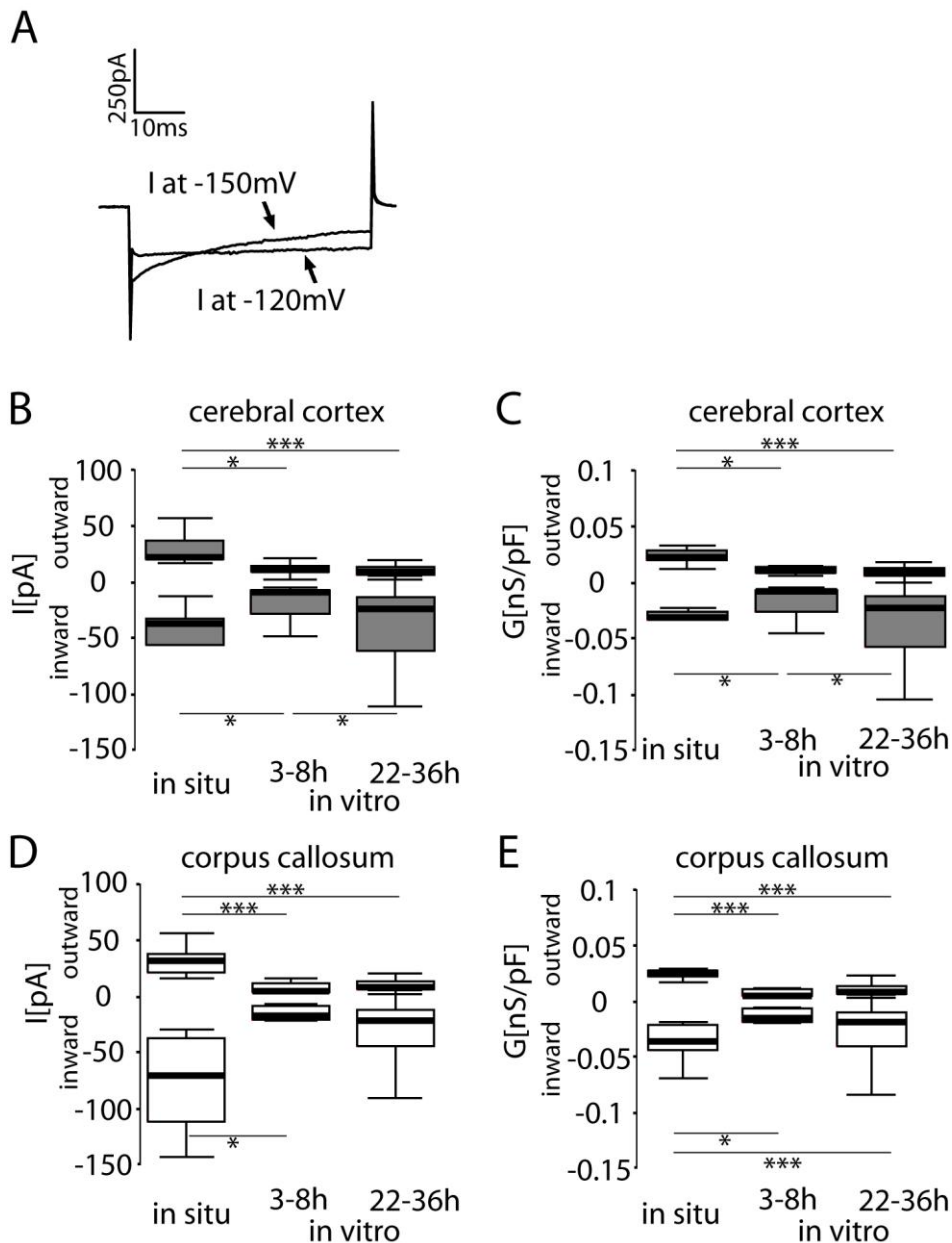 A
250pA
10ms
I at -150mV
I at -120mV
B
cerebral cortex
***
*
100
50
0
-50
-100
-150
I[pA]
outward
inward
*
*
in situ
3-8h
22-36h
in vitro
C
cerebral cortex
***
*
0.1
0.05
0
-0.05
-0.1
-0.15
G[nS/pF]
outward
inward
*
*
in situ
3-8h
22-36h
in vitro
D
corpus callosum
***
***
100
50
0
-50
-100
-150
I[pA]
outward
inward
*
in situ
3-8h
22-36h
in vitro
E
corpus callosum
***
***
0.1
0.05
0
-0.05
-0.1
-0.15
G[nS/pF]
outward
inward
*
***
in situ
3-8h
22-36h
in vitro